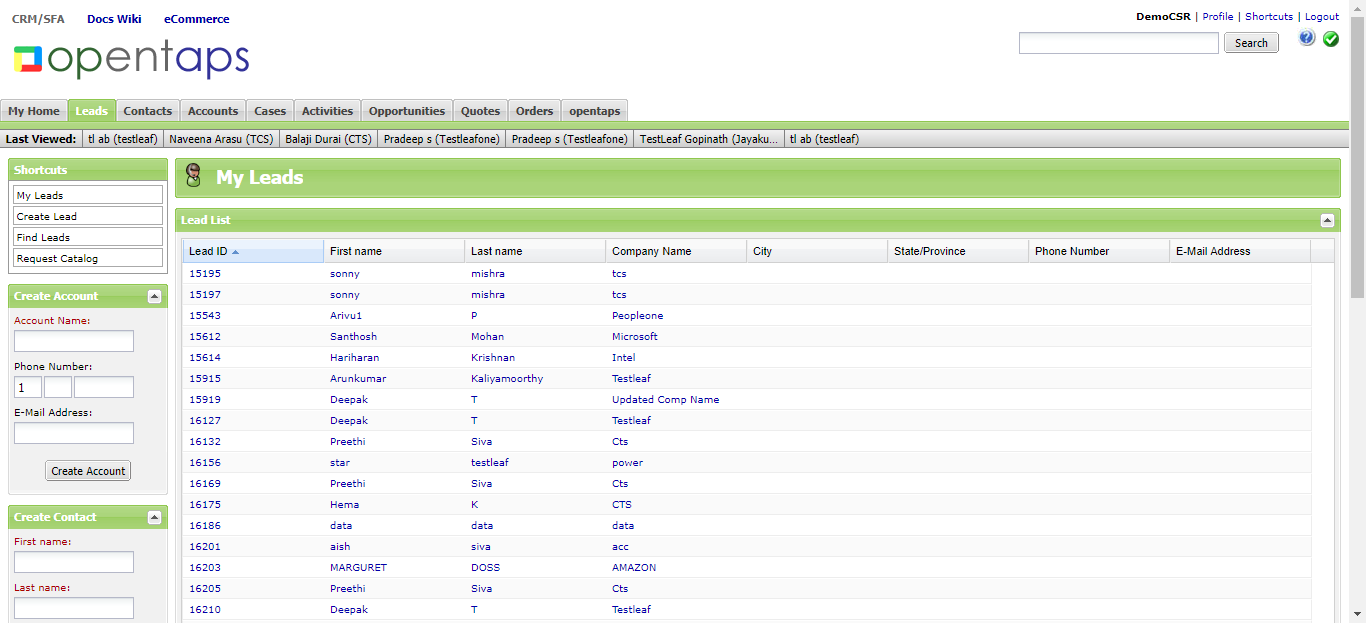 CRM/SFA Docs Wiki eCommerce
DemoCSR | Profile | Shortcuts | Logout
opentaps
Search
My Home Leads Contacts Accounts Cases Activities Opportunities Quotes Orders opentaps
Last Viewed: tl ab (testleaf) Naveena Arasu (TCS) Balaji Durai (CTS) Pradeep s (Testleafone) Pradeep s (Testleafone) TestLeaf Gopinath (Jayaku... tl ab (testleaf)
Shortcuts
My Leads
Create Lead
Find Leads
Request Catalog
Create Account
Account Name:
Phone Number:
1
E-Mail Address:
Create Account
Create Contact
First name:
Last name:
My Leads
Lead List
Lead ID First name Last name Company Name City State/Province Phone Number E-Mail Address
15195 sonny mishra tcs
15197 sonny mishra tcs
15543 Arivu1 P Peopleone
15612 Santhosh Mohan Microsoft
15614 Hariharan Krishnan Intel
15915 Arunkumar Kaliyamoorthy Testleaf
15919 Deepak T Updated Comp Name
16127 Deepak T Testleaf
16132 Preethi Siva Cts
16156 star testleaf power
16169 Preethi Siva Cts
16175 Hema K CTS
16186 data data data
16201 aish siva acc
16203 MARGURET DOSS AMAZON
16205 Preethi Siva Cts
16210 Deepak T Testleaf